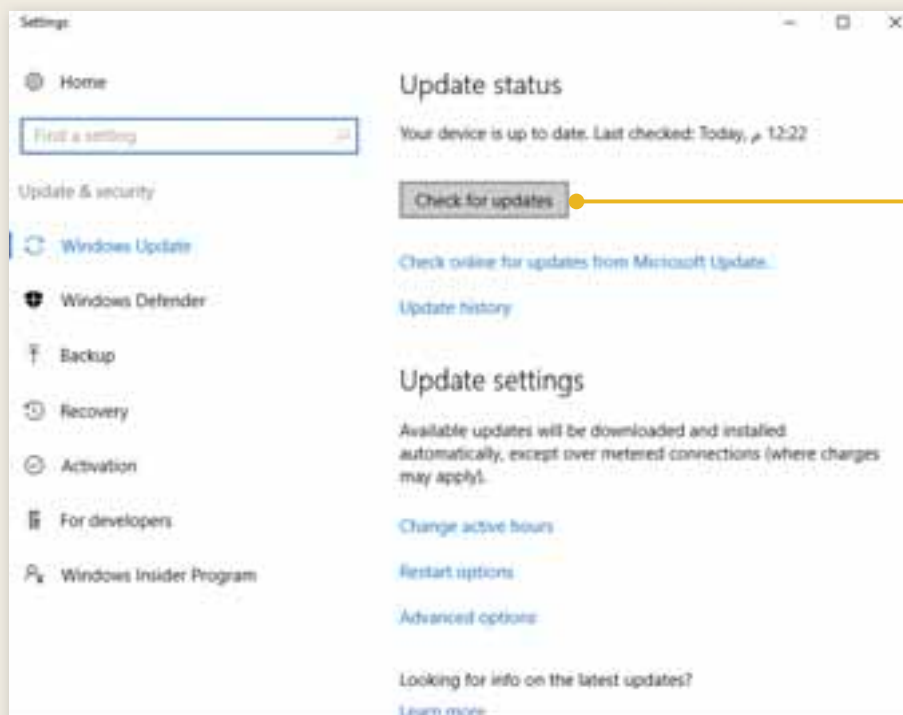 Settings
Home
Find a setting
Update & security
Windows Update
Windows Defender
Backup
Recovery
Activation
For developers
Windows Insider Program
Update status
Your device is up to date. Last checked: Today, م 12:22
Check for updates
Check online for updates from Microsoft Update.
Update history
Update settings
Available updates will be downloaded and installed
automatically, except over metered connections (where charges
may apply).
Change active hours
Restart options
Advanced options
Looking for info on the latest updates?
Learn more